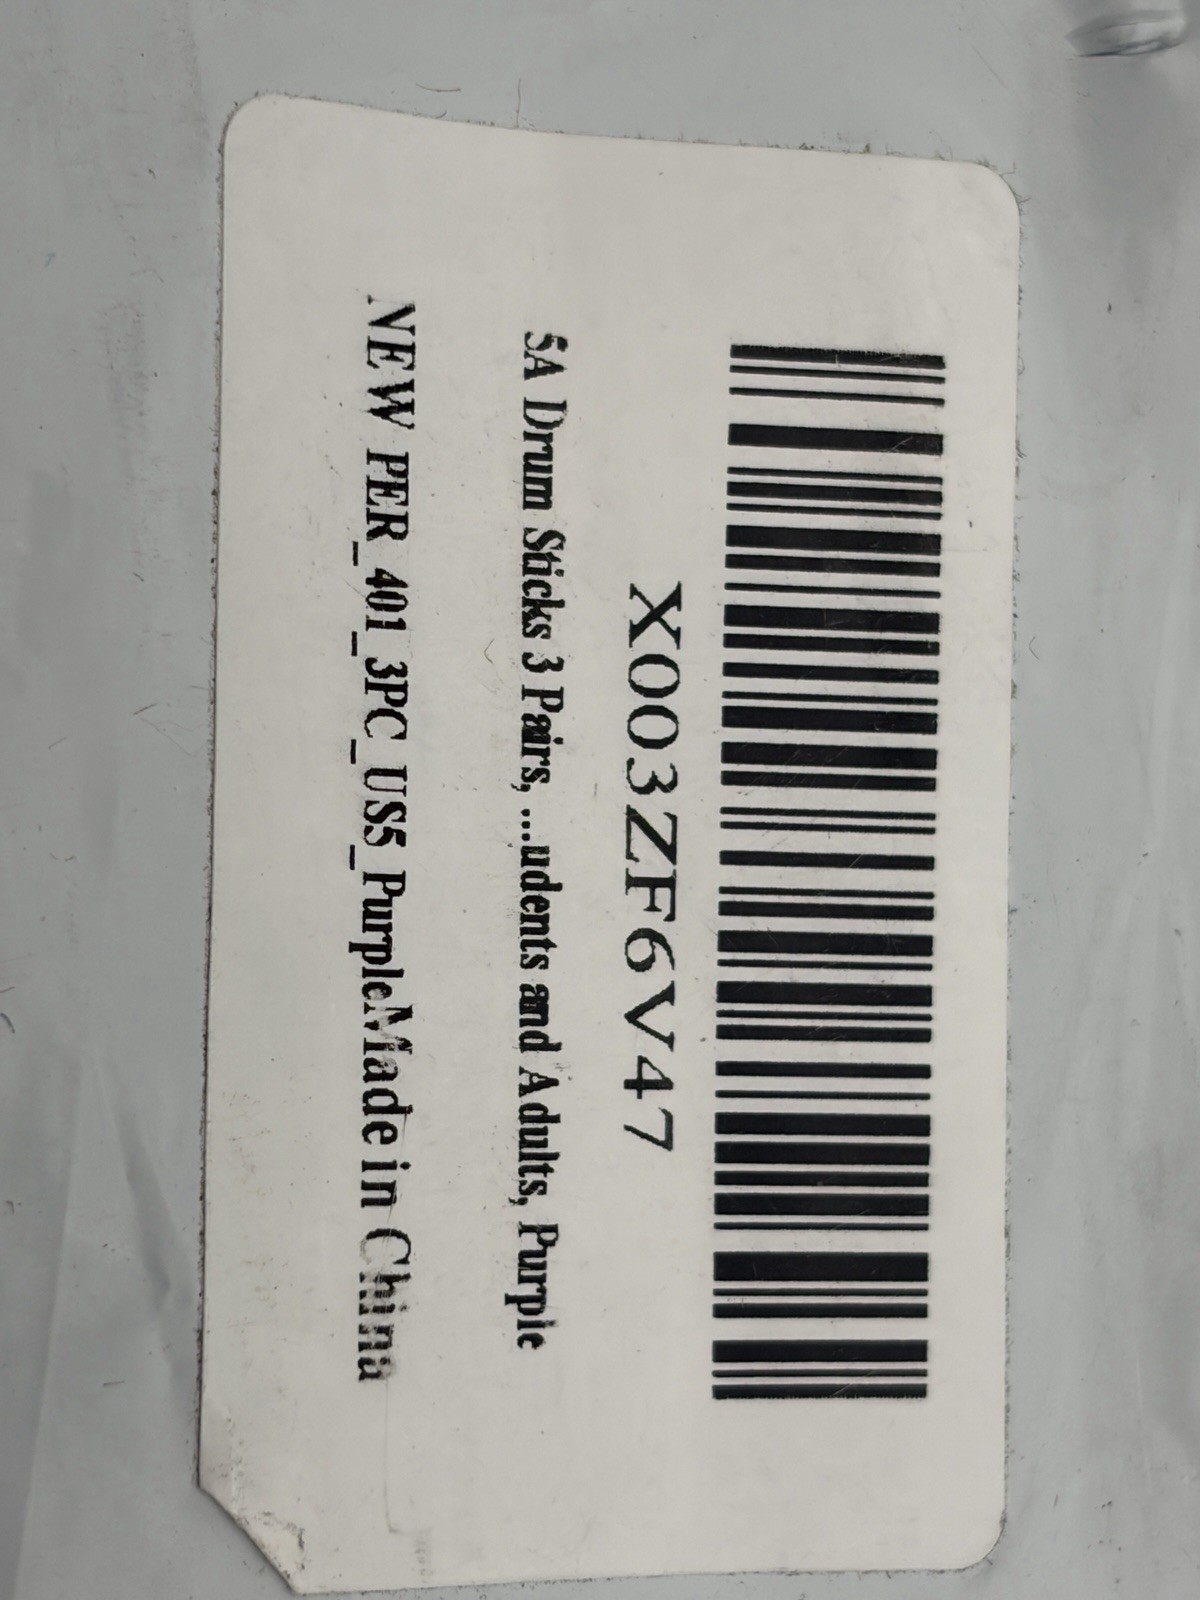 X003ZF6V47
5A Drum Sticks 3 Pairs, ...udents and Adults, Purple
NEW PER_401_3PC_US5_PurpleMade in China